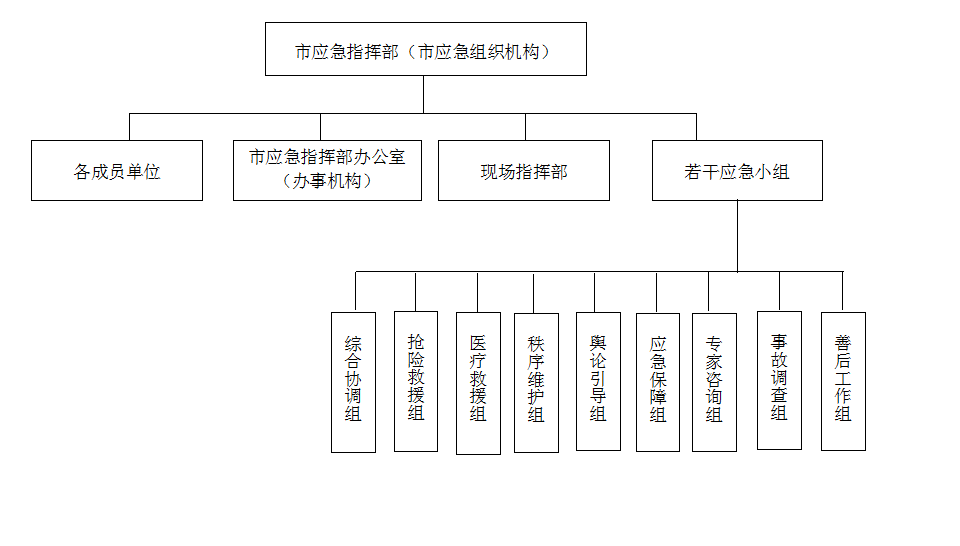 市应急指挥部（市应急组织机构）
各成员单位
市应急指挥部办公室
（办事机构）
现场指挥部
若干应急小组
综合协调组
抢险救援组
医疗救援组
秩序维护组
舆论引导组
应急保障组
专家咨询组
事故调查组
善后工作组